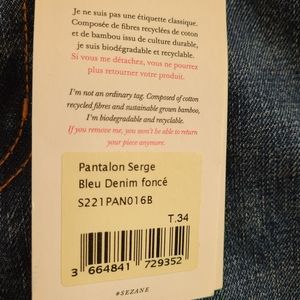 Je ne suis pas une étiquette classique.
Composée de fibres recyclées de coton
et de bambou issu de culture durable,
je suis biodégradable et recyclable.
Si vous me détachez, vous ne pourrez
plus retourner votre produit.
I'm not an ordinary tag. Composed of cotton
recycled fibres and sustainable grown bamboo,
I'm biodegradable and recyclable.
If you remove me, you won't be able to return
your piece anymore.
Pantalon Serge
Bleu Denim foncé
S221PAN016B
T.34
3 664841 729352
#SEZANE